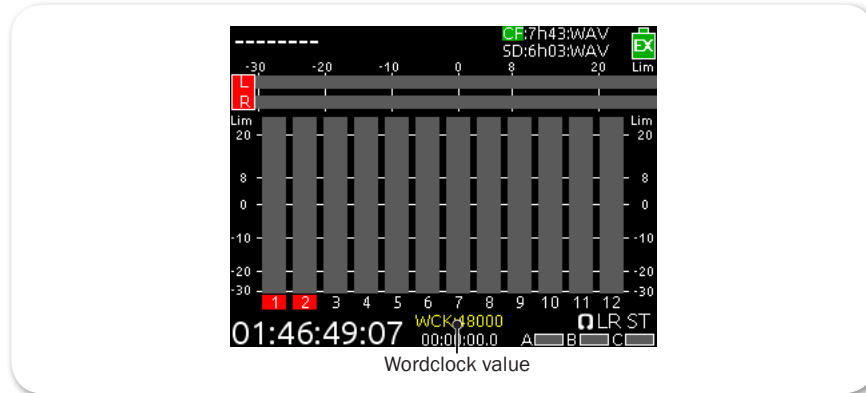 --------
CF:7h43:WAV
SD:6h03:WAV
EX
-30 -20 -10 0 8 20 Lim
L
R
Lim Lim
20 20
8 8
0 0
-10 -10
-20 -20
-30 -30
1 2 3 4 5 6 7 8 9 10 11 12
WCK:48000 LR ST
01:46:49:07 00:00:00.0 A B C
Wordclock value